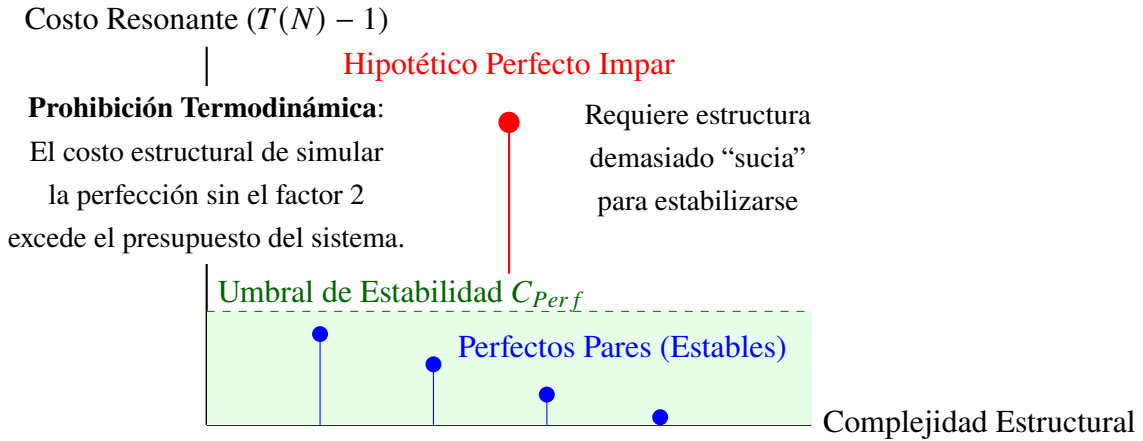 Costo Resonante (T(N) − 1)
Hipotético Perfecto Impar
Prohibición Termodinámica:
El costo estructural de simular
la perfección sin el factor 2
excede el presupuesto del sistema.
Requiere estructura
demasiado “sucia”
para estabilizarse
Umbral de Estabilidad C_{Perf}
Perfectos Pares (Estables)
Complejidad Estructural